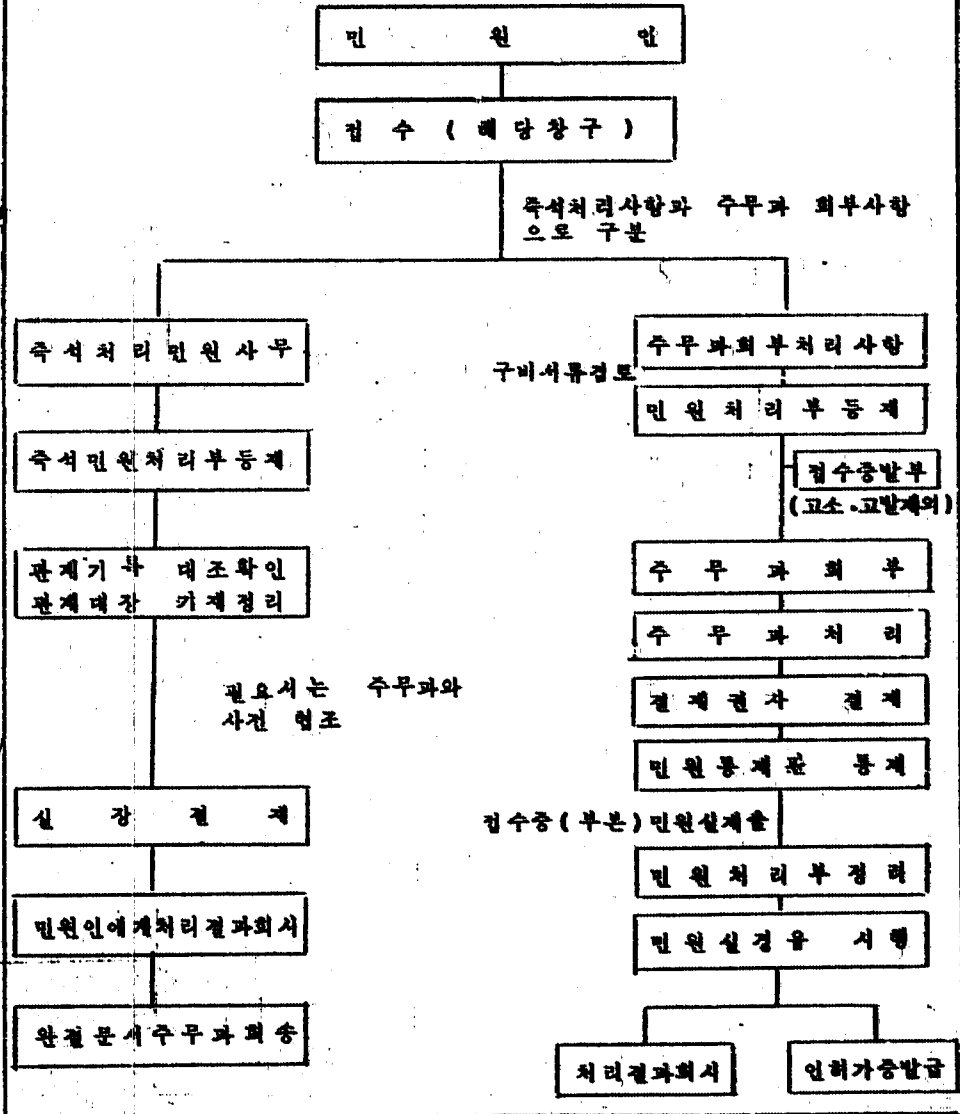 민 원 인
접 수 ( 해 당 창 구 )
즉석처리사항과 주무과 회부사항
으로 구분
즉 석 처 리 민 원 사 무
즉 석 민 원 처 리 부 등 재
관 재 기 록 대 조 확 인
관 재 대 장 기 재 정 리
필요시는 주무과와
사전 협조
실 장 결 재
민원인에게처리결과회시
완결문서주무과회송
주무과회부처리사항
구비서류검토
민 원 처 리 부 등 재
접수증발부
(고소.고발제외)
주 무 과 회 부
주 무 과 처 리
결 재 권 자 결 재
민 원 통 제 관 통 제
접수증(부본)민원실제출
민 원 처 리 부 정 리
민 원 실 경 유 시 행
처리결과회시
인허가증발급